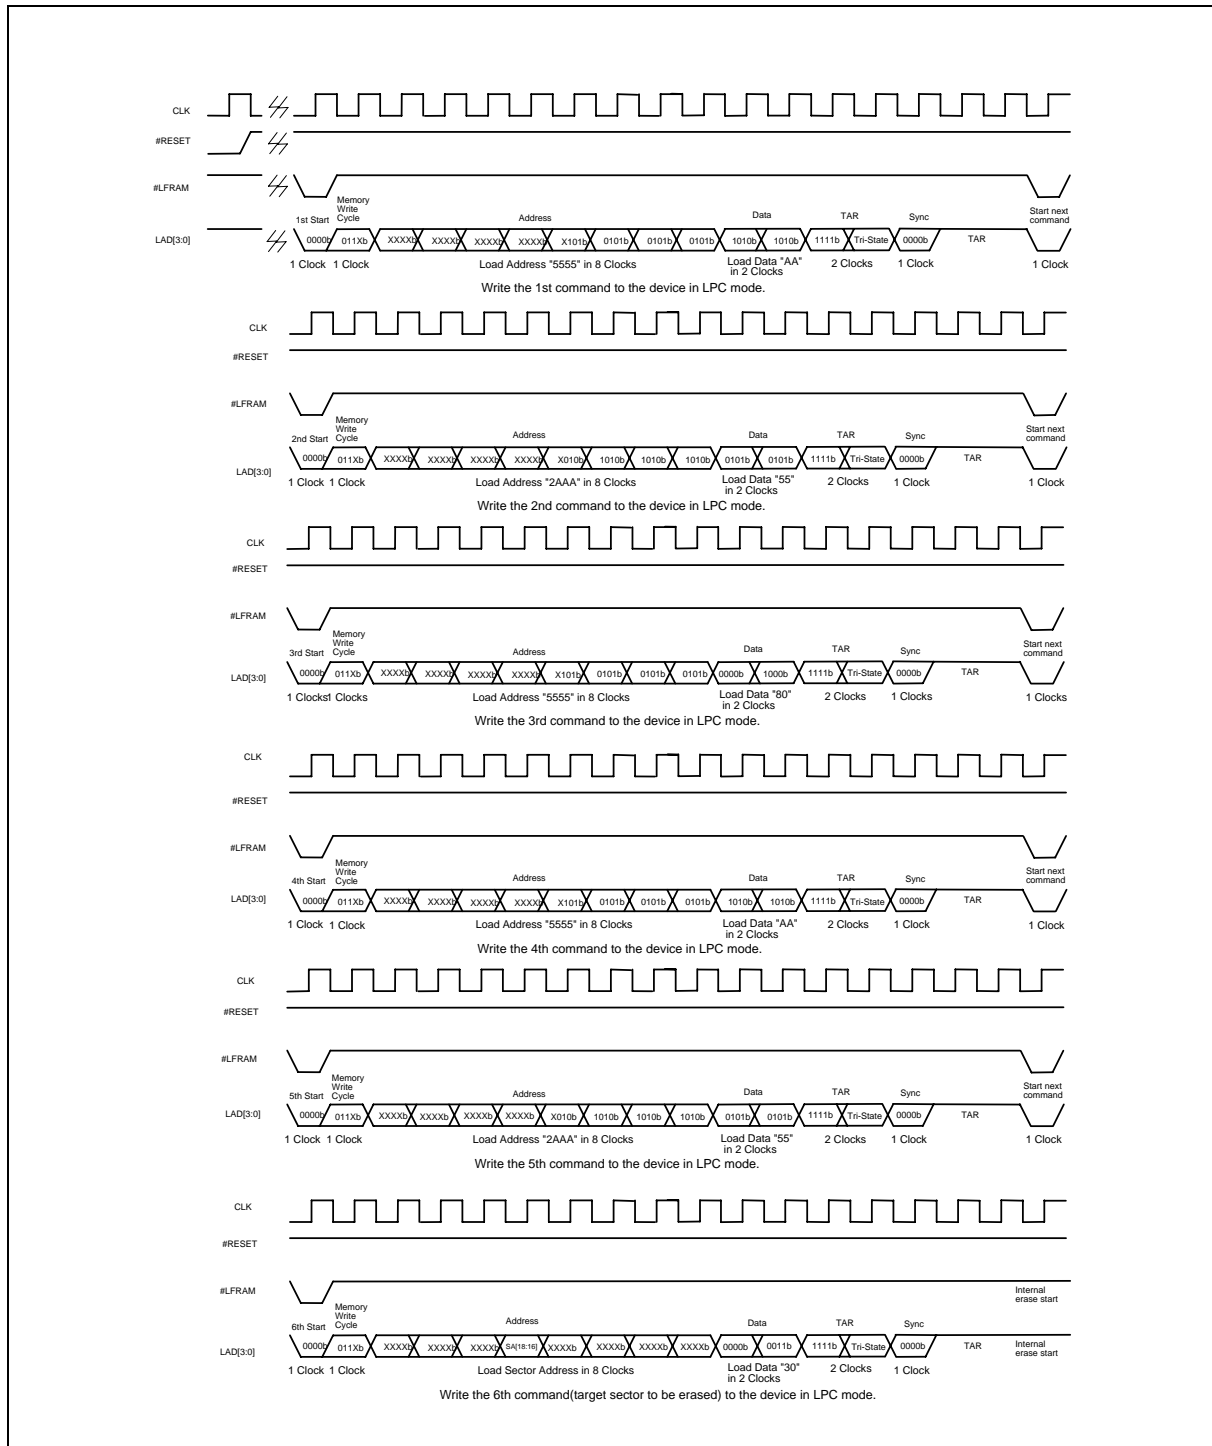 CLK
#RESET
#LFRAM
Memory
Write
Cycle
1st Start Address Data TAR Sync Start next
command
LAD[3:0] 0000b 011Xb XXXXb XXXXb XXXXb XXXXb X101b 0101b 0101b 0101b 1010b 1010b 1111b Tri-State 0000b TAR
1 Clock 1 Clock Load Address "5555" in 8 Clocks Load Data "AA"
in 2 Clocks 2 Clocks 1 Clock 1 Clock
Write the 1st command to the device in LPC mode.
CLK
#RESET
#LFRAM
Memory
Write
Cycle
2nd Start Address Data TAR Sync Start next
command
LAD[3:0] 0000b 011Xb XXXXb XXXXb XXXXb XXXXb X010b 1010b 1010b 1010b 0101b 0101b 1111b Tri-State 0000b TAR
1 Clock 1 Clock Load Address "2AAA" in 8 Clocks Load Data "55"
in 2 Clocks 2 Clocks 1 Clock 1 Clock
Write the 2nd command to the device in LPC mode.
CLK
#RESET
#LFRAM
Memory
Write
Cycle
3rd Start Address Data TAR Sync Start next
command
LAD[3:0] 0000b 011Xb XXXXb XXXXb XXXXb XXXXb X101b 0101b 0101b 0101b 0000b 1000b 1111b Tri-State 0000b TAR
1 Clocks 1 Clocks Load Address "5555" in 8 Clocks Load Data "80"
in 2 Clocks 2 Clocks 1 Clocks 1 Clocks
Write the 3rd command to the device in LPC mode.
CLK
#RESET
#LFRAM
Memory
Write
Cycle
4th Start Address Data TAR Sync Start next
command
LAD[3:0] 0000b 011Xb XXXXb XXXXb XXXXb XXXXb X101b 0101b 0101b 0101b 1010b 1010b 1111b Tri-State 0000b TAR
1 Clock 1 Clock Load Address "5555" in 8 Clocks Load Data "AA"
in 2 Clocks 2 Clocks 1 Clock 1 Clock
Write the 4th command to the device in LPC mode.
CLK
#RESET
#LFRAM
Memory
Write
Cycle
5th Start Address Data TAR Sync Start next
command
LAD[3:0] 0000b 011Xb XXXXb XXXXb XXXXb XXXXb X010b 1010b 1010b 1010b 0101b 0101b 1111b Tri-State 0000b TAR
1 Clock 1 Clock Load Address "2AAA" in 8 Clocks Load Data "55"
in 2 Clocks 2 Clocks 1 Clock 1 Clock
Write the 5th command to the device in LPC mode.
CLK
#RESET
#LFRAM Internal
erase start
Memory
Write
Cycle
6th Start Address Data TAR Sync
LAD[3:0] 0000b 011Xb XXXXb XXXXb XXXXb SA[18:16] XXXXb XXXXb XXXXb XXXXb 0000b 0011b 1111b Tri-State 0000b TAR Internal
erase start
1 Clock 1 Clock Load Sector Address in 8 Clocks Load Data "30"
in 2 Clocks 2 Clocks 1 Clock
Write the 6th command(target sector to be erased) to the device in LPC mode.